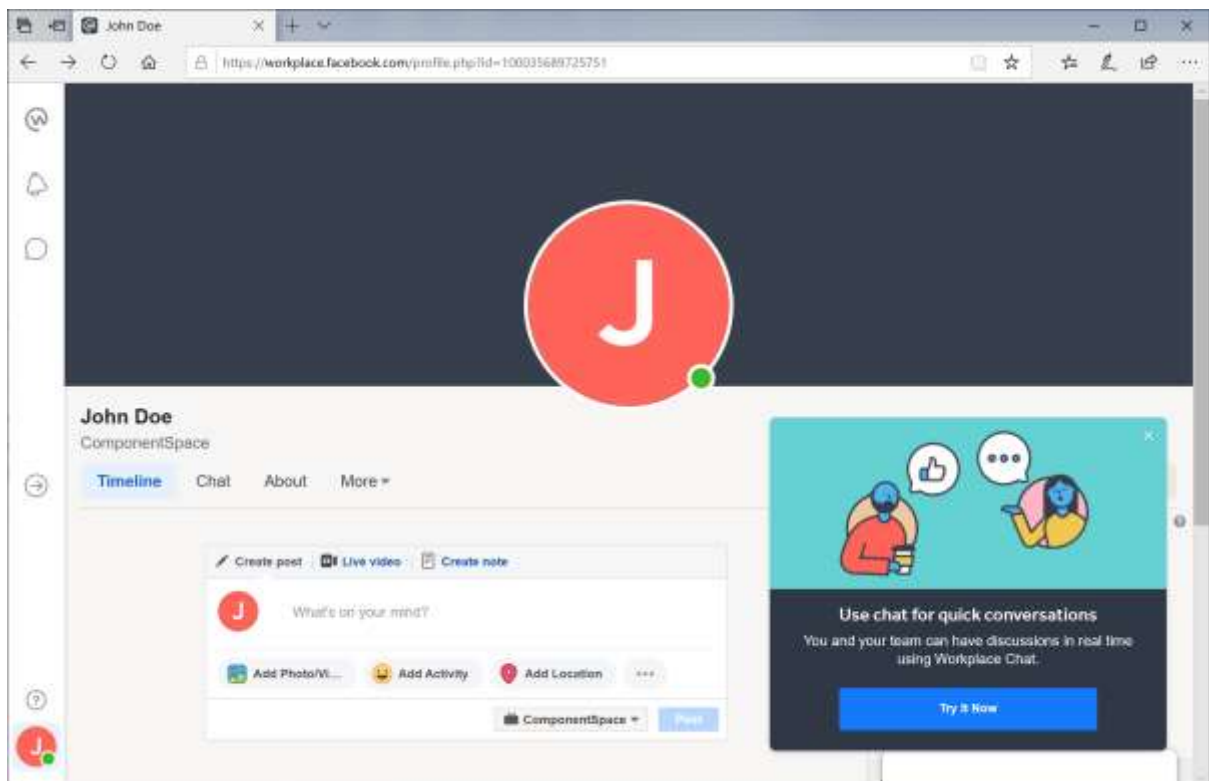 John Doe
https://workplace.facebook.com/profile.php?id=100035689725751
J
John Doe
ComponentSpace
Timeline Chat About More
Create post Live video Create note
J What's on your mind?
Add Photo/Vi... Add Activity Add Location
ComponentSpace Post
Use chat for quick conversations
You and your team can have discussions in real time
using Workplace Chat.
Try It Now
J